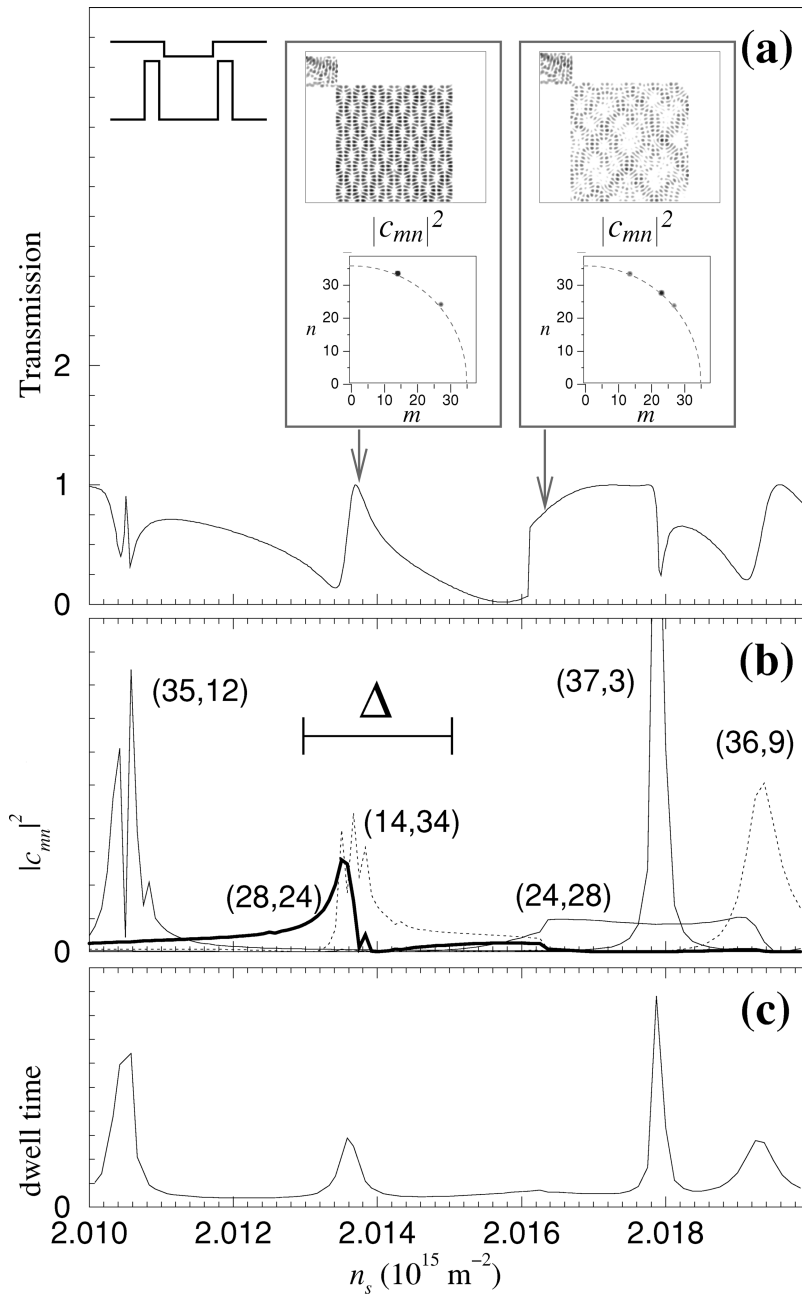 (a)
|c_mn|^2
|c_mn|^2
n
30
20
10
0
0 10 20 30
m
n
30
20
10
0
0 10 20 30
m
Transmission
2
1
0
(b)
(35,12)
Δ
(37,3)
(36,9)
(14,34)
(28,24)
(24,28)
|c_mn|^2
0
(c)
dwell time
0
2.010 2.012 2.014 2.016 2.018
n_s (10^15 m^-2)